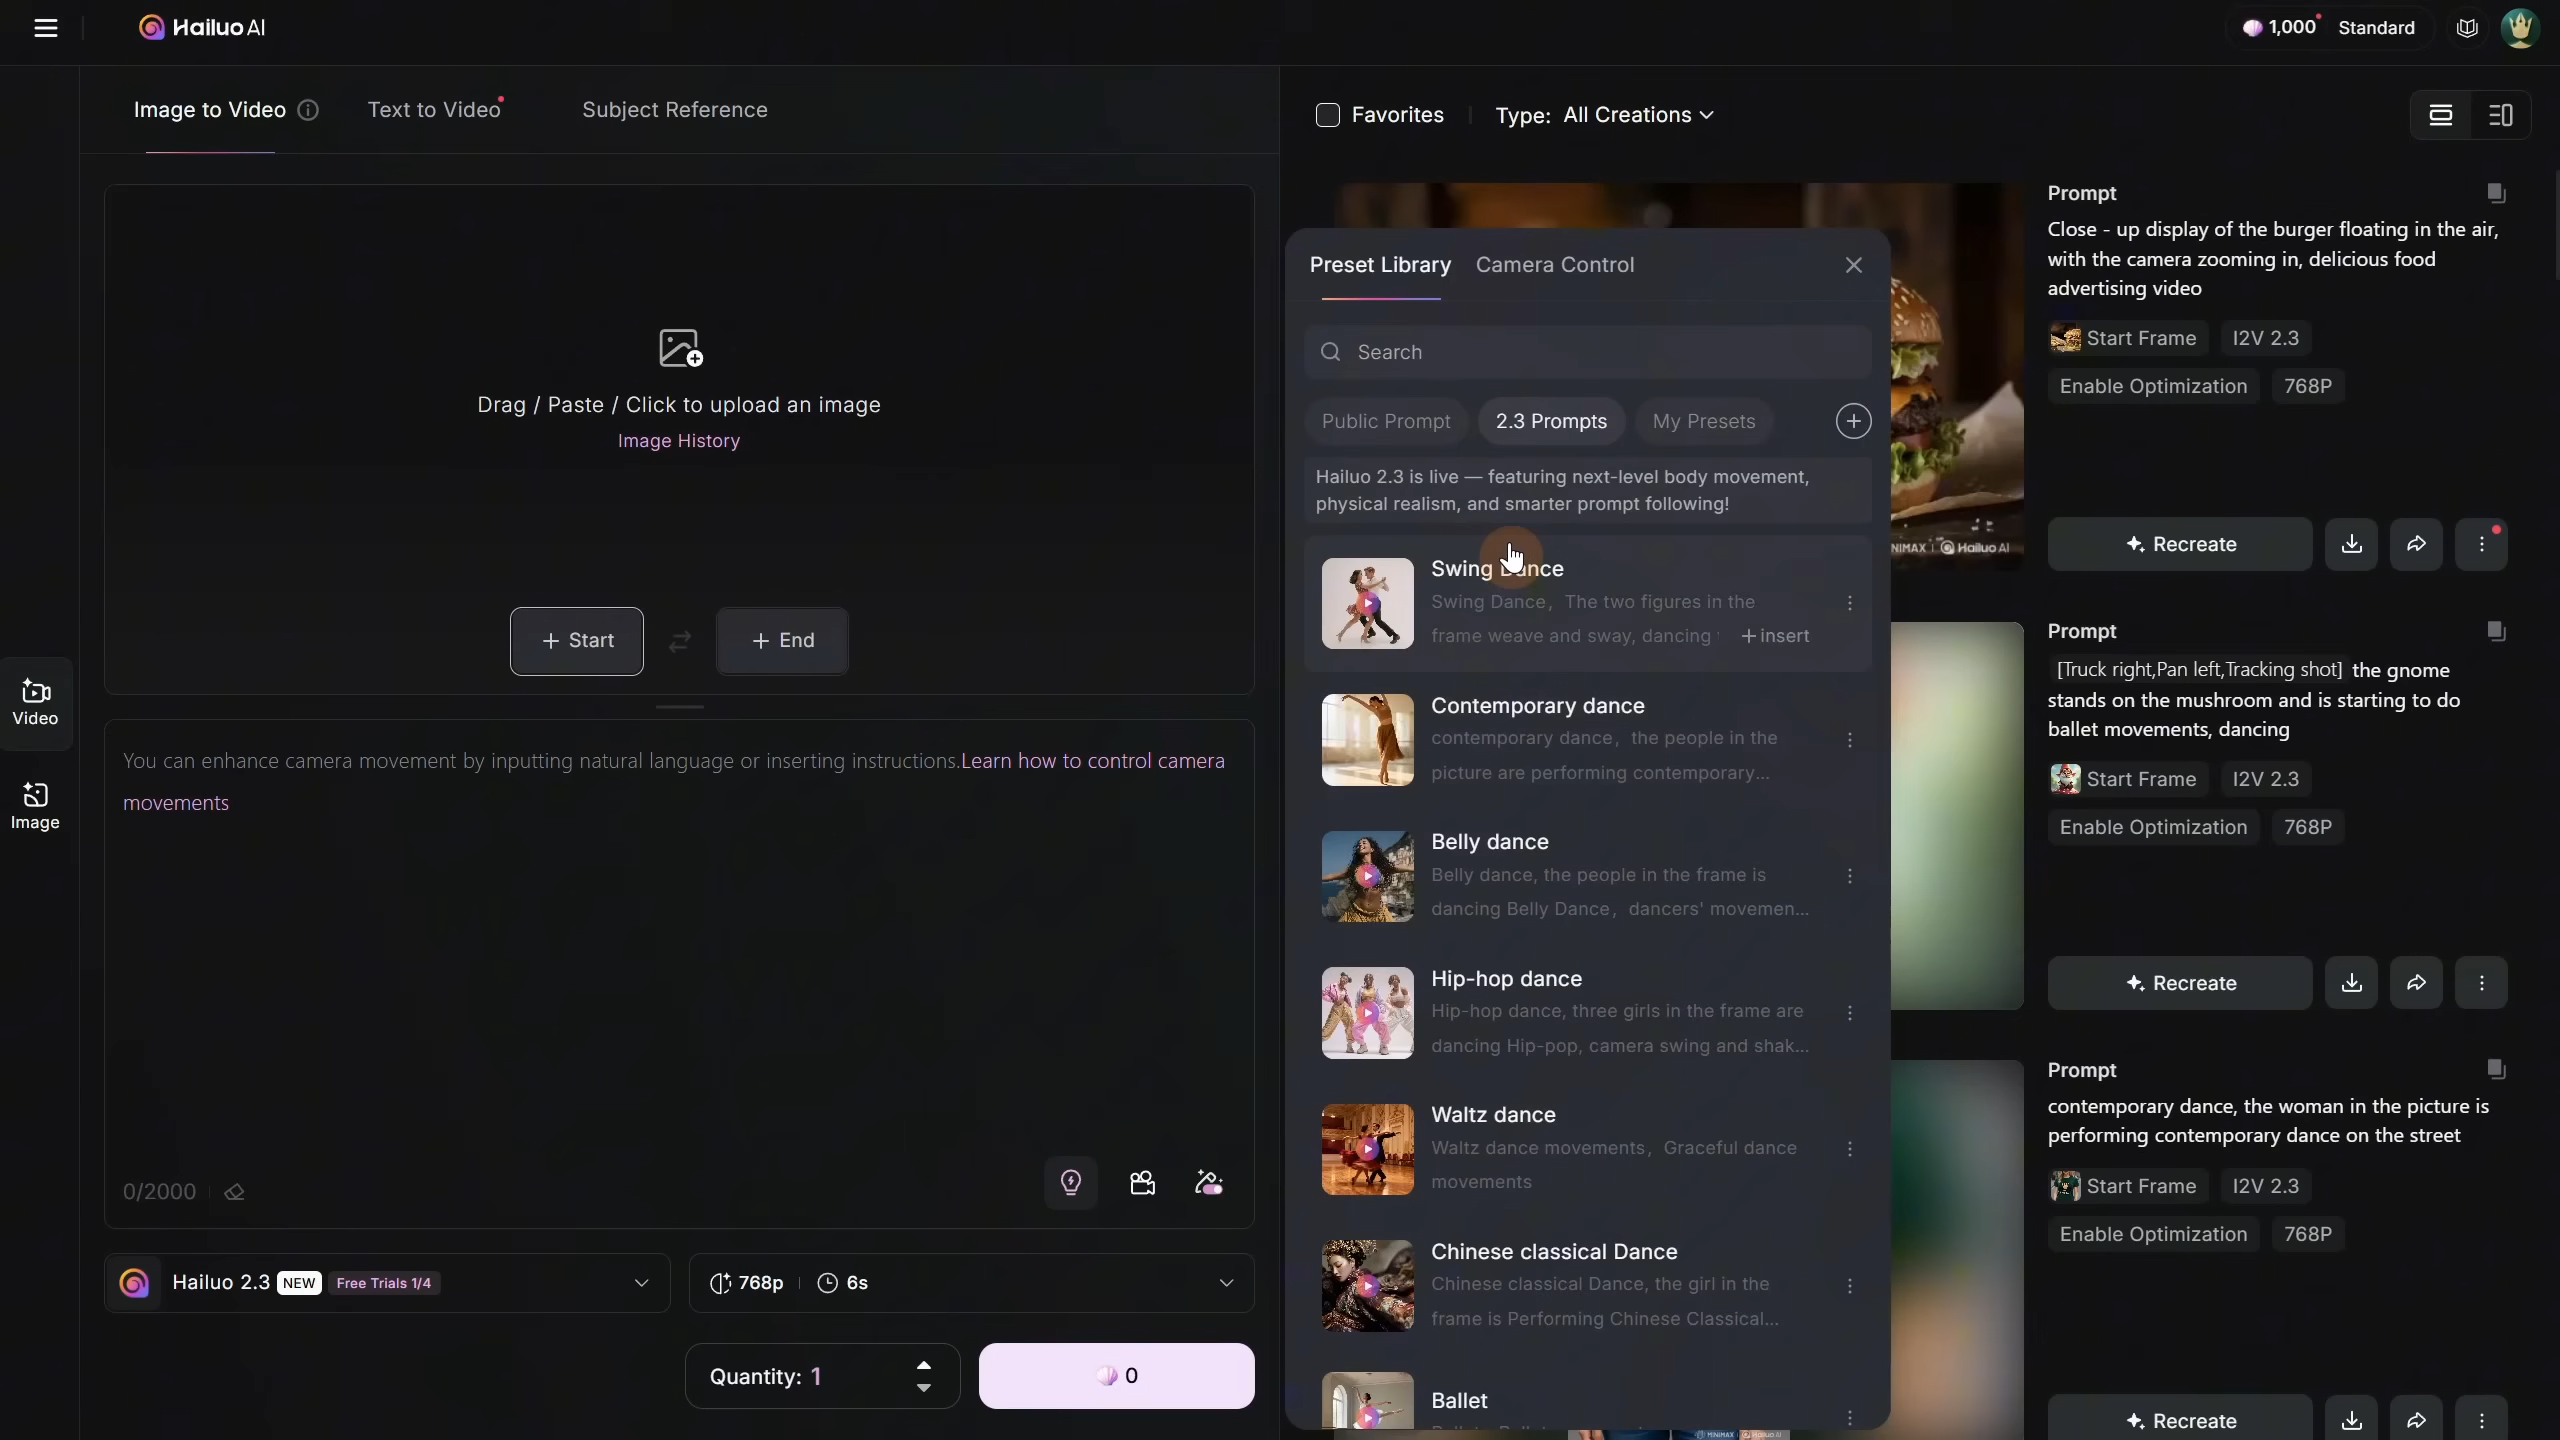 Hailuo AI
1,000
Standard
Image to Video
Text to Video
Subject Reference
Drag / Paste / Click to upload an image
Image History
+ Start
+ End
Video
Image
You can enhance camera movement by inputting natural language or inserting instructions.Learn how to control camera
movements
0/2000
Hailuo 2.3 NEW Free Trials 1/4
768p
6s
Quantity: 1
0
Favorites
Type: All Creations
Preset Library
Camera Control
Search
Public Prompt
2.3 Prompts
My Presets
Hailuo 2.3 is live — featuring next-level body movement,
physical realism, and smarter prompt following!
Swing Dance
Swing Dance，The two figures in the
frame weave and sway, dancing
+insert
Contemporary dance
contemporary dance，the people in the
picture are performing contemporary...
Belly dance
Belly dance, the people in the frame is
dancing Belly Dance，dancers' movemen...
Hip-hop dance
Hip-hop dance, three girls in the frame are
dancing Hip-pop, camera swing and shak...
Waltz dance
Waltz dance movements，Graceful dance
movements
Chinese classical Dance
Chinese classical Dance, the girl in the
frame is Performing Chinese Classical...
Ballet
NIMAX | Hailuo AI
MINIMAX | Hailuo AI
Prompt
Close - up display of the burger floating in the air,
with the camera zooming in, delicious food
advertising video
Start Frame
I2V 2.3
Enable Optimization
768P
Recreate
Prompt
[Truck right,Pan left,Tracking shot] the gnome
stands on the mushroom and is starting to do
ballet movements, dancing
Start Frame
I2V 2.3
Enable Optimization
768P
Recreate
Prompt
contemporary dance, the woman in the picture is
performing contemporary dance on the street
Start Frame
I2V 2.3
Enable Optimization
768P
Recreate